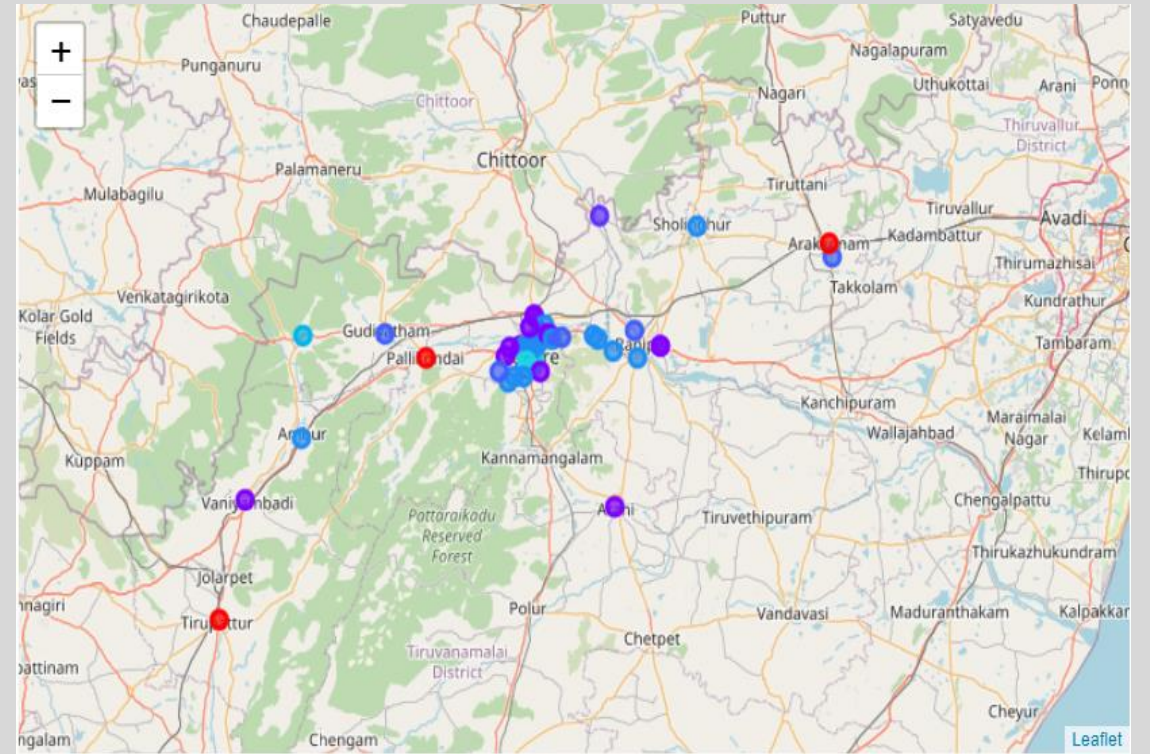 +
−
Chaudepalle
Puttur
Satyavedu
Punganuru
Nagalapuram
Uthukottai
Arani
Ponn
Chittoor
Nagari
Thiruvallur
District
Chittoor
Palamaneru
Tiruttani
Mulabagilu
Tiruvallur
Avadi
Kadambattur
Thirumazhisai
Takkolam
Venkatagirikota
Kundrathur
Kolar Gold
Fields
Tambaram
Kanchipuram
Maraimalai
Nagar
Wallajahbad
Kuppam
Kannamangalam
Chengalpattu
Pattaraikadu
Reserved
Forest
Tiruvethipuram
Thirukazhukundram
Jolarpet
Polur
Vandavasi
Maduranthakam
Kalpakkar
Chetpet
Tiruvanamalai
District
Cheyur
Chengam
Leaflet